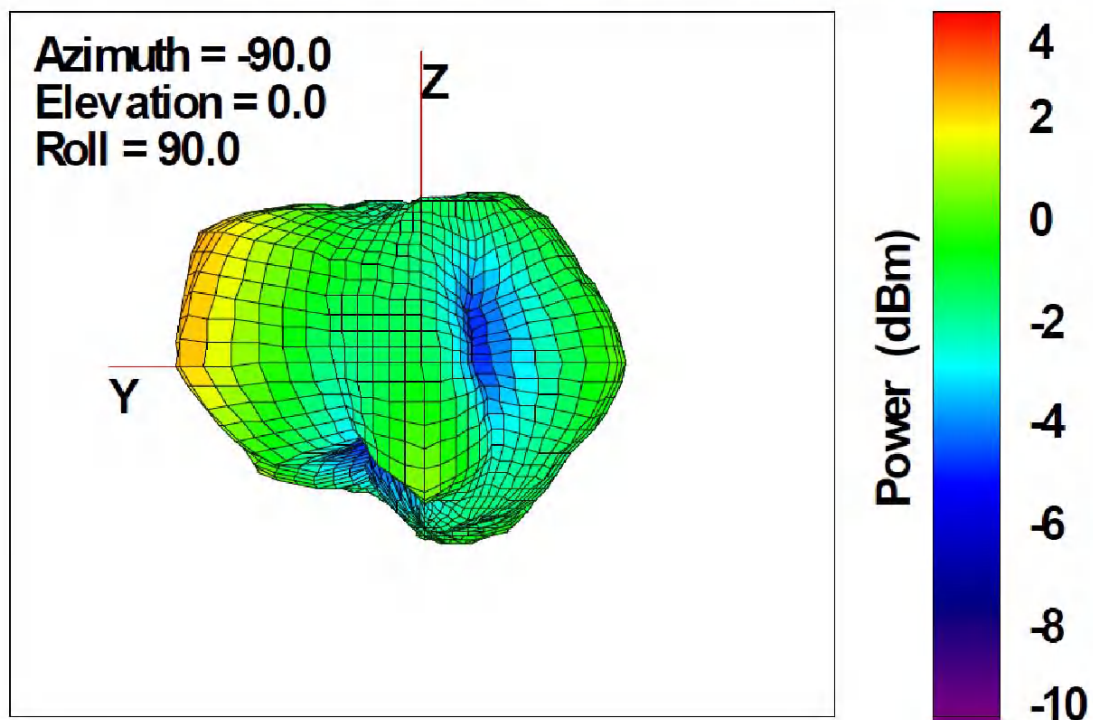 Azimuth = -90.0
Elevation = 0.0
Roll = 90.0
Z
Y
Power (dBm)
4
2
0
-2
-4
-6
-8
-10